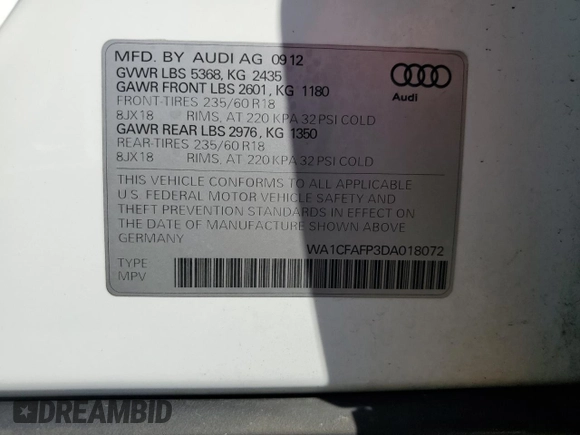 MFD. BY AUDI AG 0912
GVWR LBS 5368, KG 2435
GAWR FRONT LBS 2601, KG 1180
FRONT-TIRES 235/60 R18
8JX18 RIMS, AT 220 KPA 32 PSI COLD
GAWR REAR LBS 2976, KG 1350
REAR-TIRES 235/60 R18
8JX18 RIMS, AT 220 KPA 32 PSI COLD
Audi
THIS VEHICLE CONFORMS TO ALL APPLICABLE
U.S. FEDERAL MOTOR VEHICLE SAFETY AND
THEFT PREVENTION STANDARDS IN EFFECT ON
THE DATE OF MANUFACTURE SHOWN ABOVE.
GERMANY
WA1CFAFP3DA018072
TYPE
MPV
DREAMBID